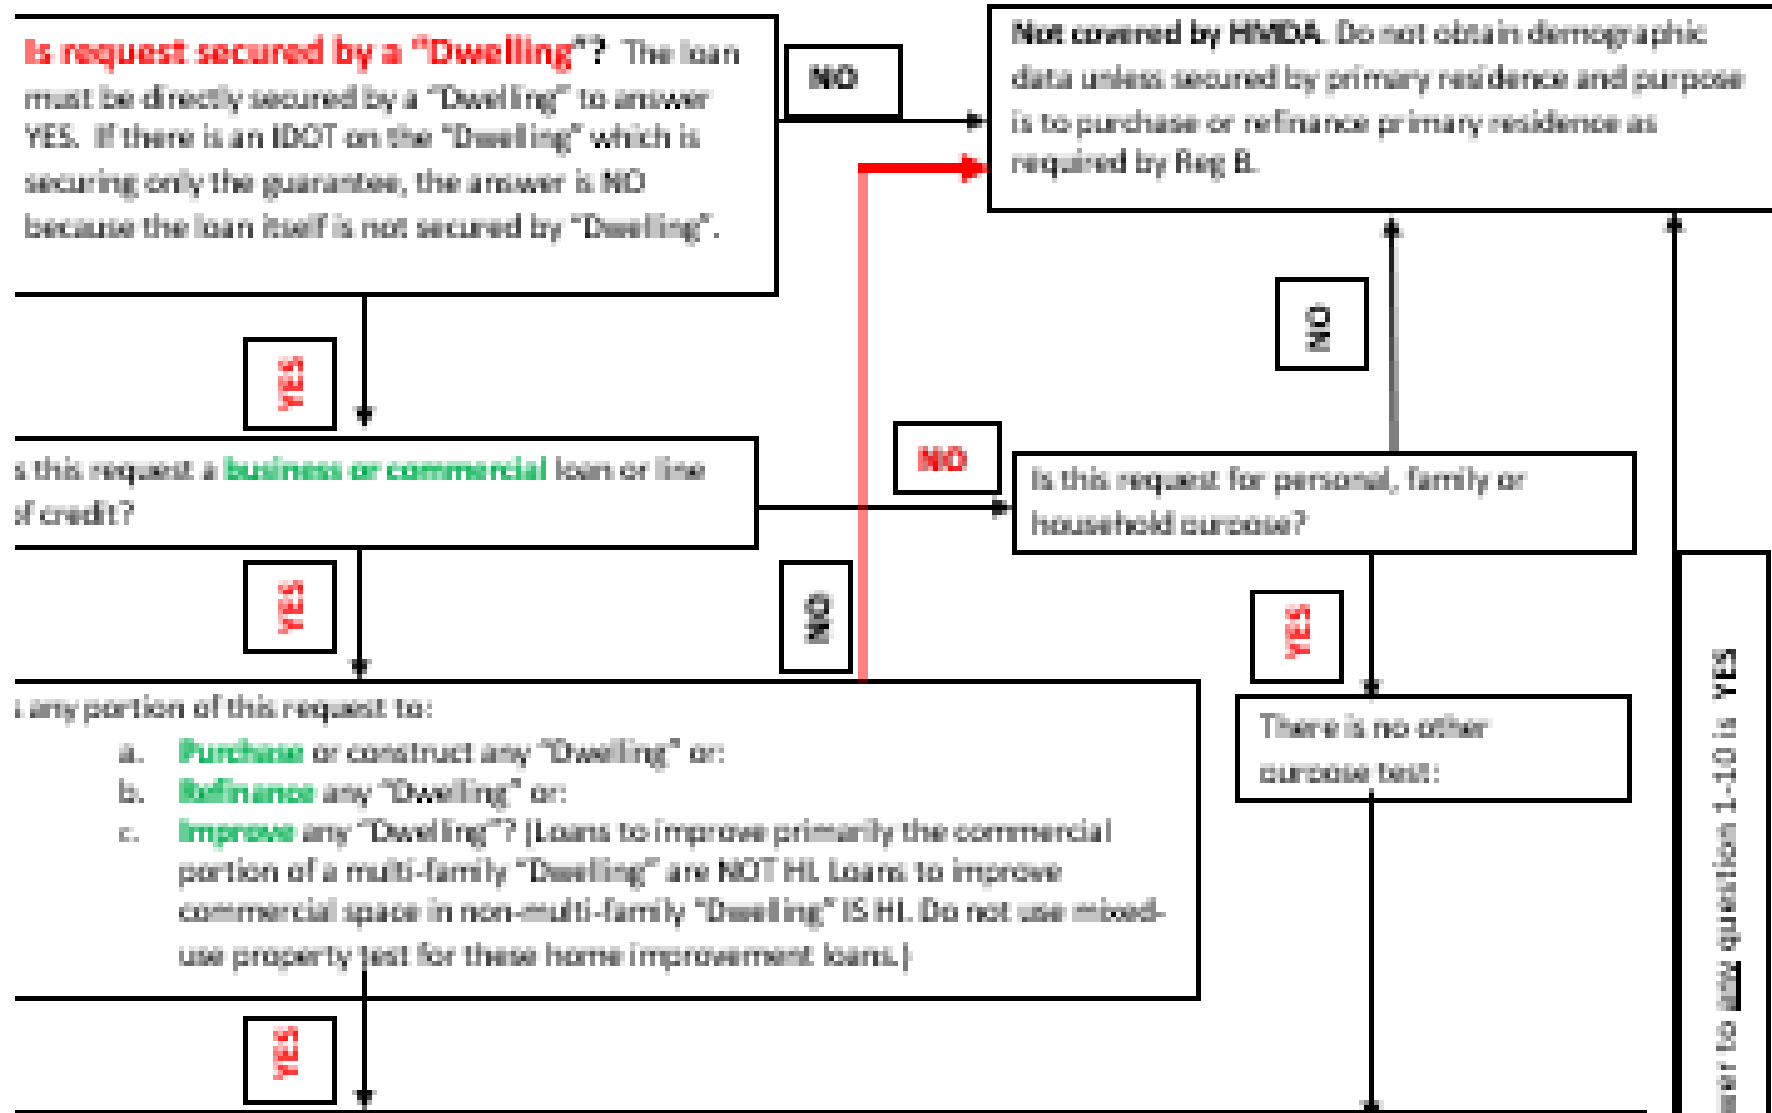 Is request secured by a “Dwelling”? The loan
must be directly secured by a “Dwelling” to answer
YES. If there is an IDOT on the “Dwelling” which is
securing only the guarantee, the answer is NO
because the loan itself is not secured by “Dwelling”.
NO
Not covered by HMDA. Do not obtain demographic
data unless secured by primary residence and purpose
is to purchase or refinance primary residence as
required by Reg B.
YES
NO
s this request a business or commercial loan or line
of credit?
NO
Is this request for personal, family or
household purpose?
YES
NO
YES
any portion of this request to:
a. Purchase or construct any “Dwelling” or:
b. Refinance any “Dwelling” or:
c. Improve any “Dwelling”? (Loans to improve primarily the commercial
portion of a multi-family “Dwelling” are NOT HI. Loans to improve
commercial space in non-multi-family “Dwelling” IS HI. Do not use mixed-
use property test for these home improvement loans.)
There is no other
purpose test:
YES
wer to any question 1-10 is YES